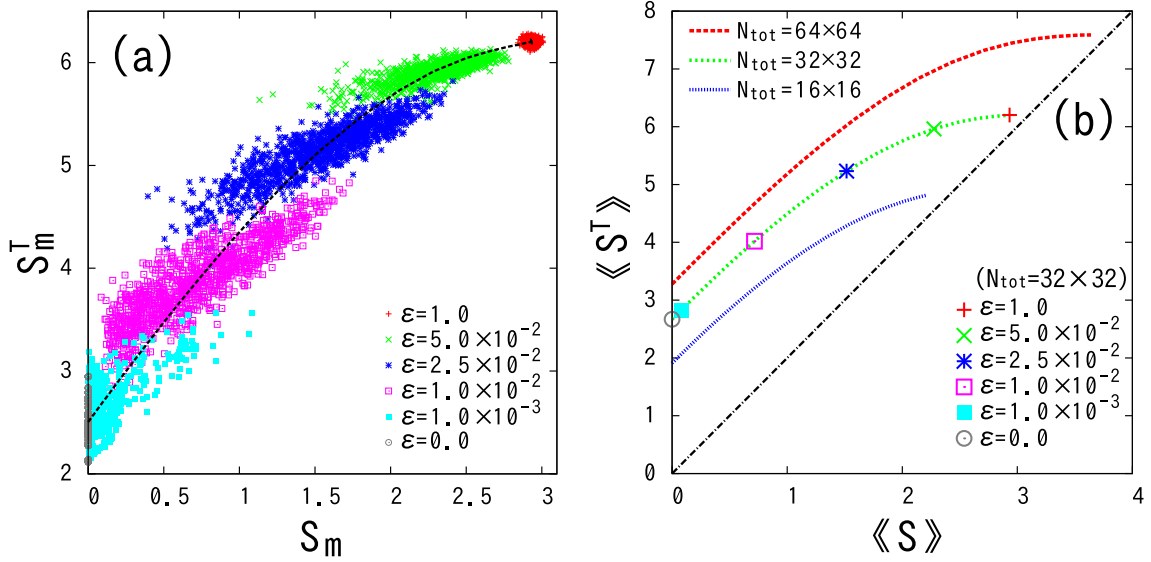 (a)
S_m^T
6
5
4
3
2
ε=1.0
ε=5.0×10⁻²
ε=2.5×10⁻²
ε=1.0×10⁻²
ε=1.0×10⁻³
ε=0.0
0 0.5 1 1.5 2 2.5 3
S_m
(b)
《S^T》
8
7
6
5
4
3
2
1
0
N_tot=64×64
N_tot=32×32
N_tot=16×16
(N_tot=32×32)
ε=1.0
ε=5.0×10⁻²
ε=2.5×10⁻²
ε=1.0×10⁻²
ε=1.0×10⁻³
ε=0.0
0 1 2 3 4
《S》